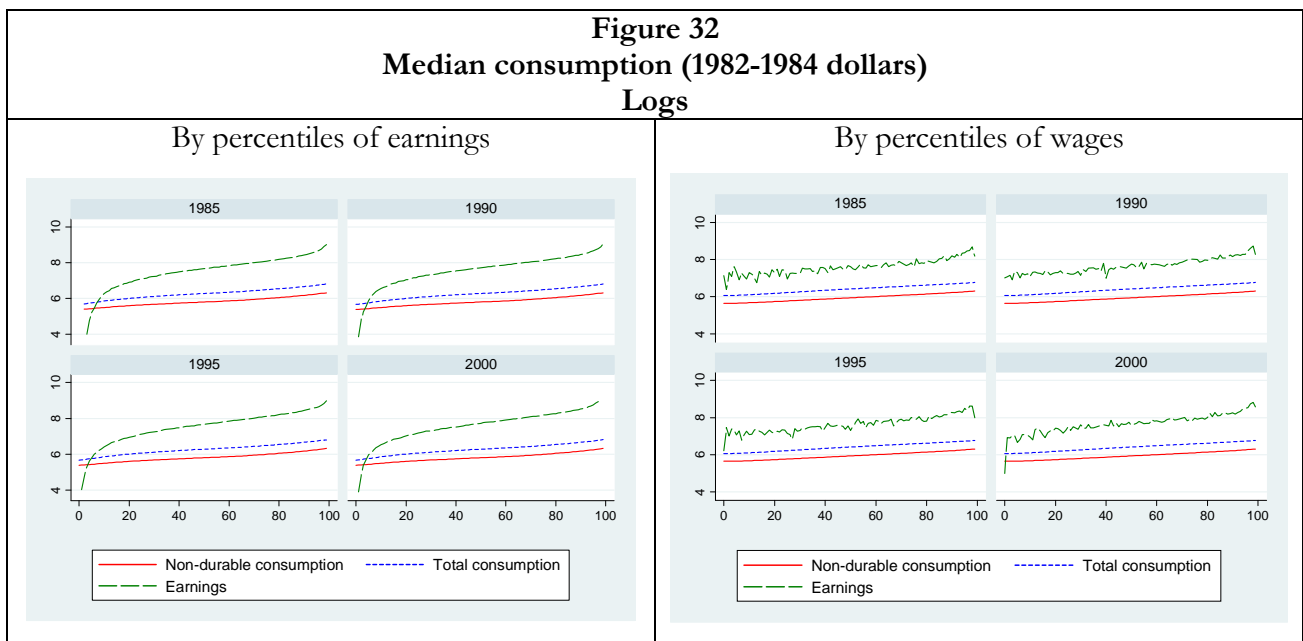 Figure 32
Median consumption (1982-1984 dollars)
Logs
By percentiles of earnings
1985
1990
10
8
6
4
1995
2000
10
8
6
4
0 20 40 60 80 100
0 20 40 60 80 100
Non-durable consumption
Total consumption
Earnings
By percentiles of wages
1985
1990
10
8
6
4
1995
2000
10
8
6
4
0 20 40 60 80 100
0 20 40 60 80 100
Non-durable consumption
Total consumption
Earnings